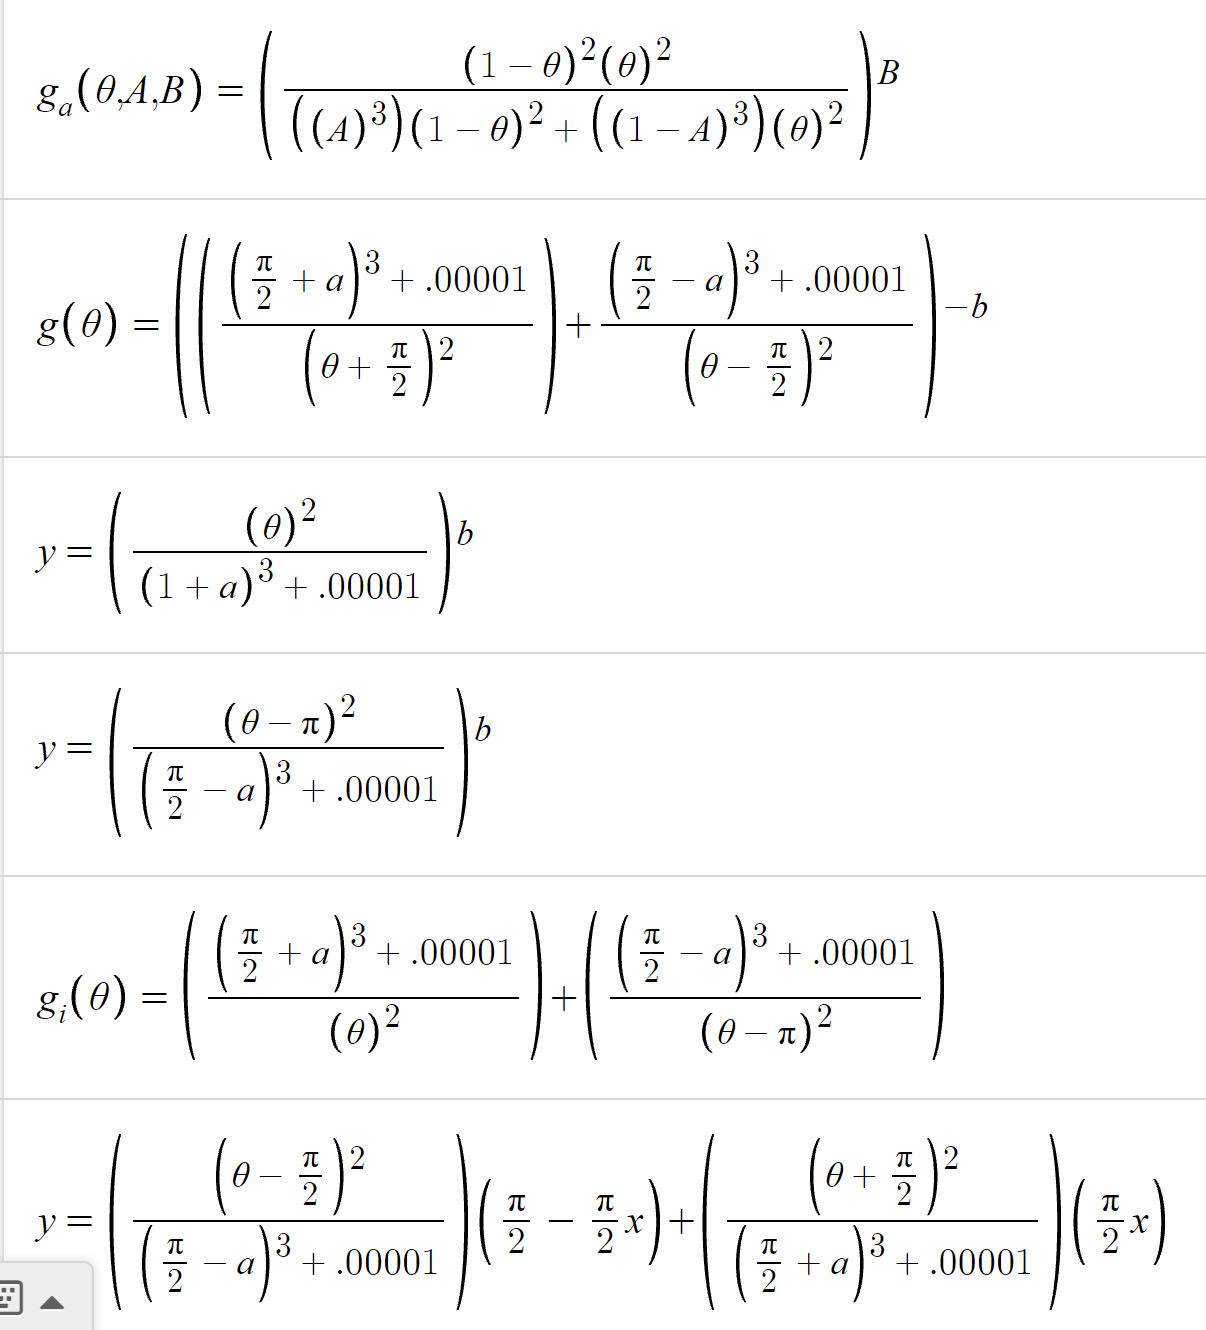 gₐ(θ,A,B) = ( (1 − θ)²(θ)² / ( ((A)³)(1 − θ)² + ((1 − A)³)(θ)² ) )^B
g(θ) = ( ( ( (π/2 + a)³ + .00001 ) / (θ + π/2)² ) + ( (π/2 − a)³ + .00001 ) / (θ − π/2)² )^−b
y = ( (θ)² / ( (1 + a)³ + .00001 ) )^b
y = ( (θ − π)² / ( (π/2 − a)³ + .00001 ) )^b
gᵢ(θ) = ( ( (π/2 + a)³ + .00001 ) / (θ)² ) + ( ( (π/2 − a)³ + .00001 ) / (θ − π)² )
y = ( (θ − π/2)² / ( (π/2 − a)³ + .00001 ) ) (π/2 − π/2 x) + ( (θ + π/2)² / ( (π/2 + a)³ + .00001 ) ) (π/2 x)